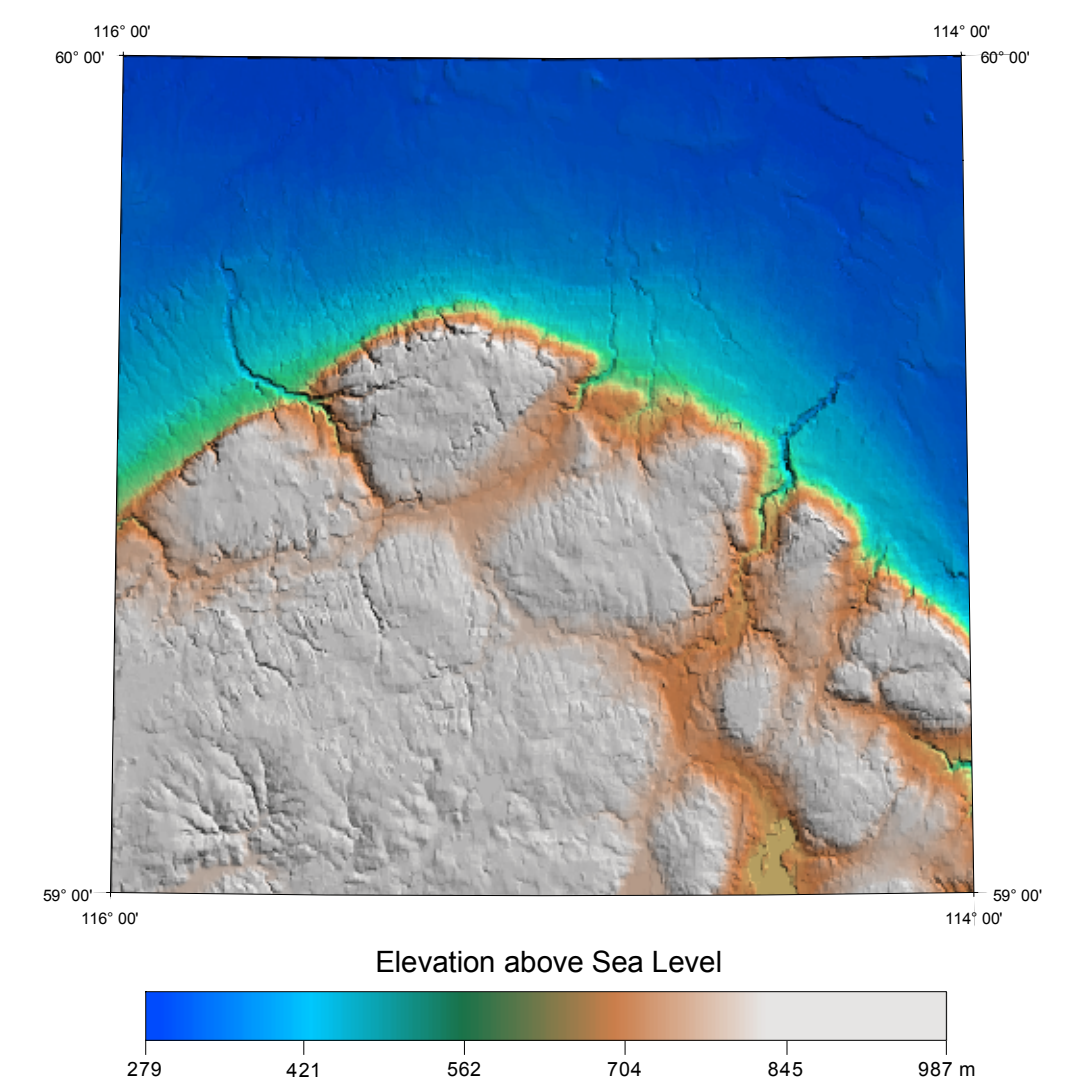 116° 00' 114° 00'
60° 00' 60° 00'
59° 00' 59° 00'
116° 00' 114° 00'
Elevation above Sea Level
279 421 562 704 845 987 m